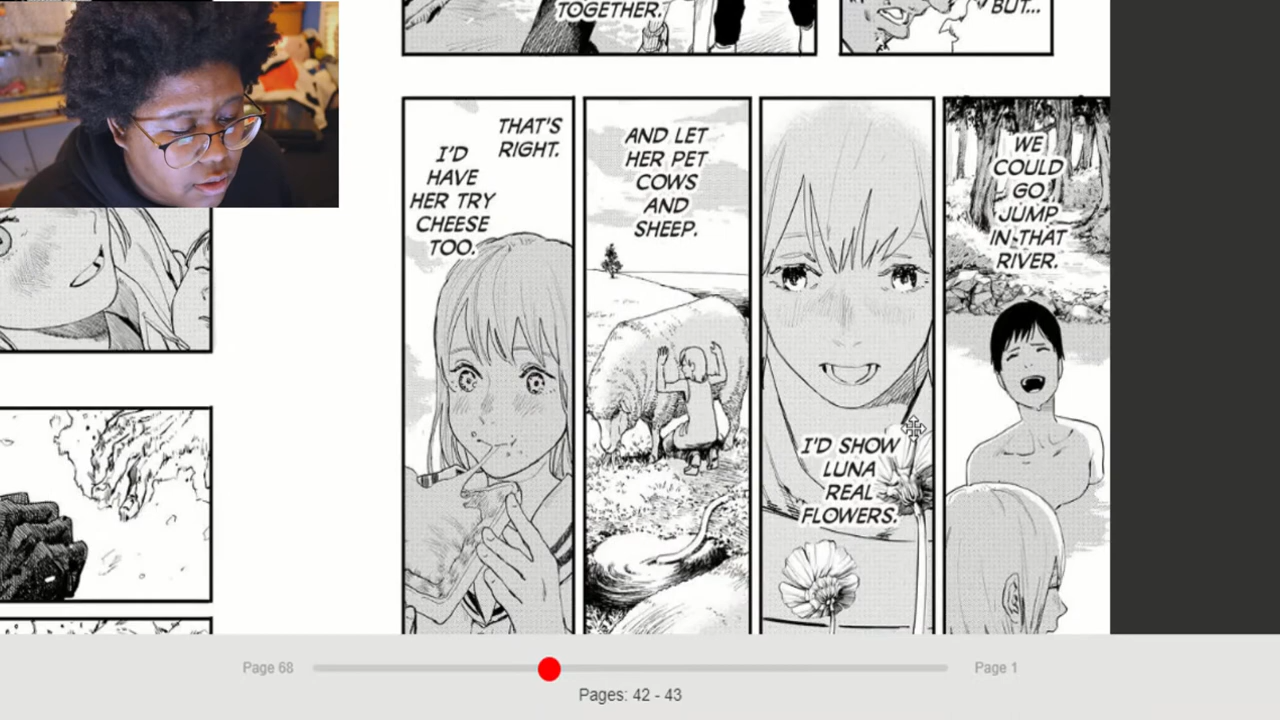 TOGETHER.
BUT...
WE
COULD
GO
JUMP
IN THAT
RIVER.
I'D SHOW
LUNA
REAL
FLOWERS.
AND LET
HER PET
COWS
AND
SHEEP.
THAT'S
RIGHT.
I'D
HAVE
HER TRY
CHEESE
TOO.
Page 68
Page 1
Pages: 42 - 43